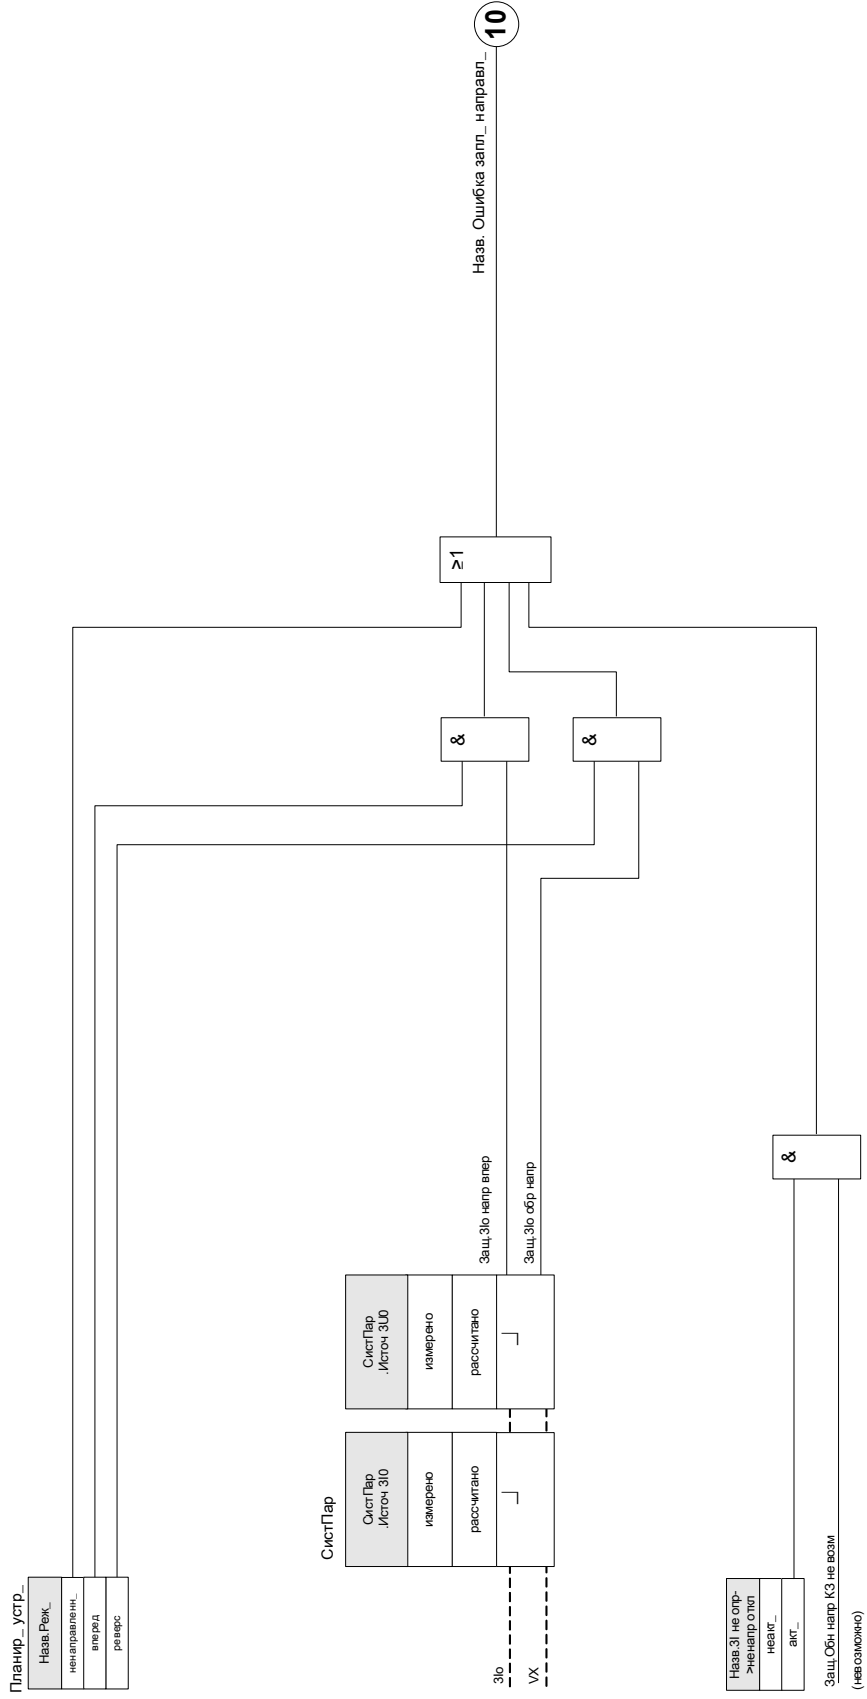 Планир_ устр_
Назв.Реж_
ненаправленн_
вперед
реверс
СистПар
СистПар
.Источ 3I0
измерено
рассчитано
СистПар
.Источ 3U0
измерено
рассчитано
3Io
VX
Защ.3Io напр впер
Защ.3Io обр напр
&
&
≥1
Назв. Ошибка запл_ направл_
10
Назв.3I не опр-
>ненапр откл
неакт_
акт_
Защ.Обн напр КЗ не возм
(невозможно)
&